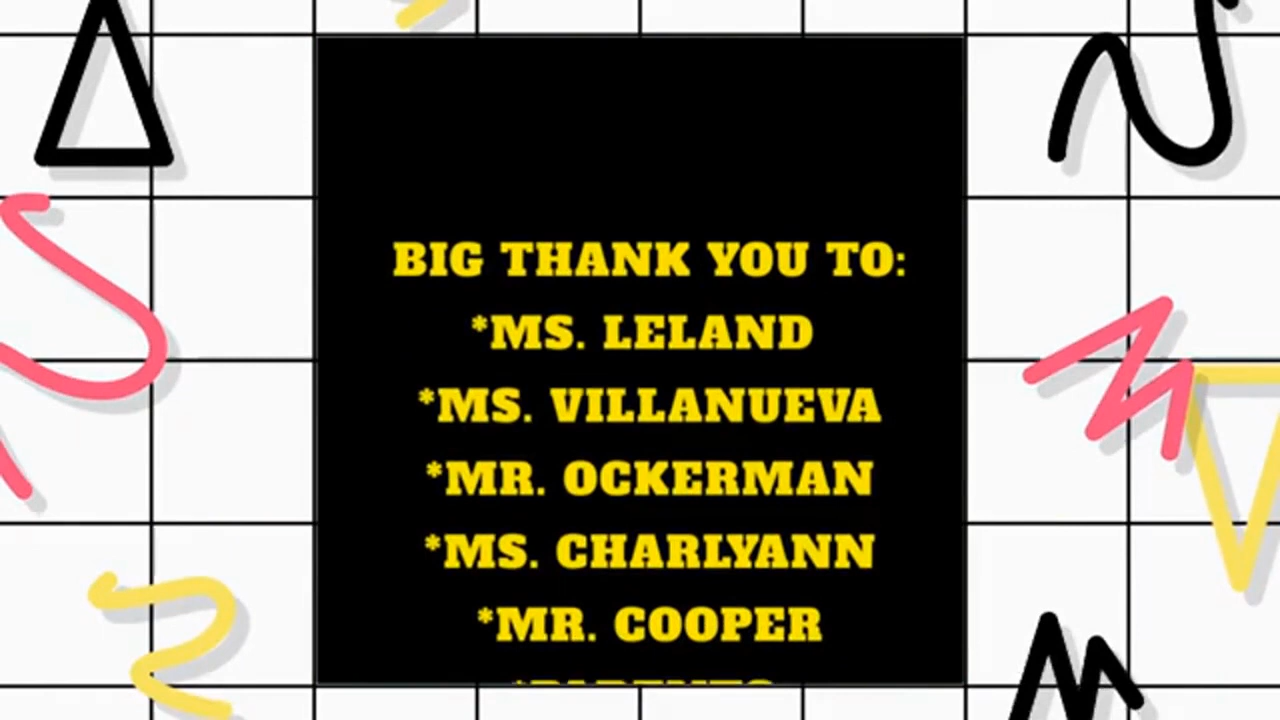 BIG THANK YOU TO:
*MS. LELAND
*MS. VILLANUEVA
*MR. OCKERMAN
*MS. CHARLYANN
*MR. COOPER